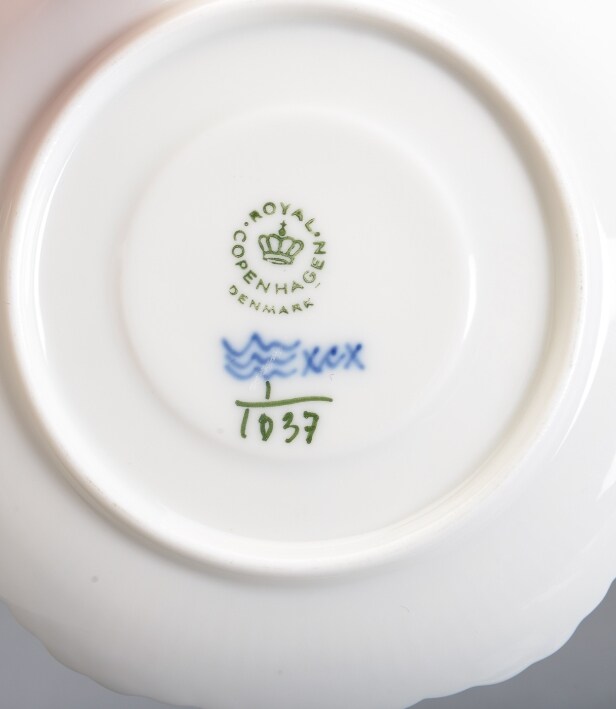 ROYAL
COPENHAGEN
DENMARK
xcx
1
1037